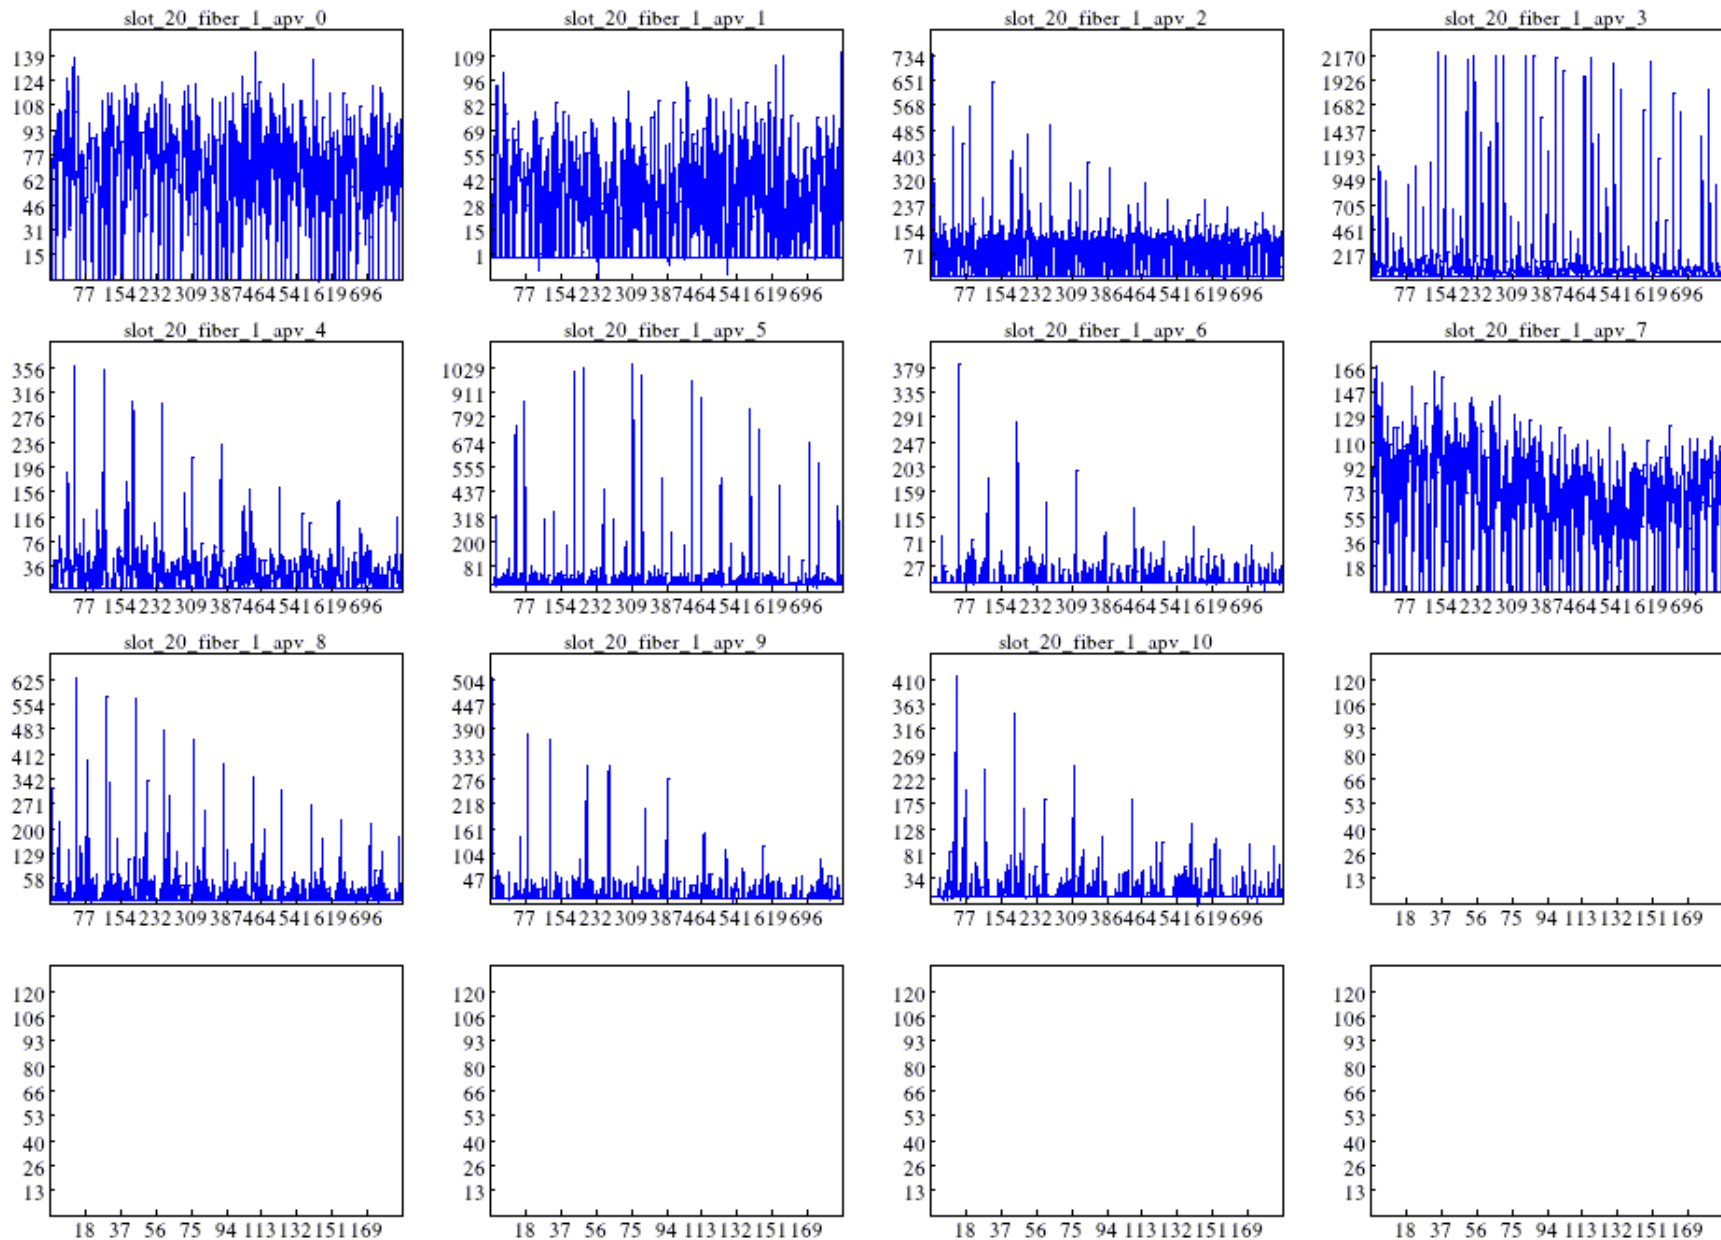 slot_20_fiber_1_apv_0 slot_20_fiber_1_apv_1 slot_20_fiber_1_apv_2 slot_20_fiber_1_apv_3
139 109 734 2170
124 96 651 1926
108 82 568 1682
93 69 485 1437
77 55 403 1193
62 42 320 949
46 28 237 705
31 15 154 461
15 1 71 217
77 154 232 309 387 464 541 619 696 77 154 232 309 387 464 541 619 696 77 154 232 309 386 464 541 619 696 77 154 232 309 387 464 541 619 696
slot_20_fiber_1_apv_4 slot_20_fiber_1_apv_5 slot_20_fiber_1_apv_6 slot_20_fiber_1_apv_7
356 1029 379 166
316 911 335 147
276 792 291 129
236 674 247 110
196 555 203 92
156 437 159 73
116 318 115 55
76 200 71 36
36 81 27 18
77 154 232 309 387 464 541 619 696 77 154 232 309 387 464 541 619 696 77 154 232 309 386 464 541 619 696 77 154 232 309 387 464 541 619 696
slot_20_fiber_1_apv_8 slot_20_fiber_1_apv_9 slot_20_fiber_1_apv_10
625 504 410 120
554 447 363 106
483 390 316 93
412 333 269 80
342 276 222 66
271 218 175 53
200 161 128 40
129 104 81 26
58 47 34 13
77 154 232 309 387 464 541 619 696 77 154 232 309 387 464 541 619 696 77 154 232 309 386 464 541 619 696 18 37 56 75 94 113 132 151 169
120 120 120 120
106 106 106 106
93 93 93 93
80 80 80 80
66 66 66 66
53 53 53 53
40 40 40 40
26 26 26 26
13 13 13 13
18 37 56 75 94 113 132 151 169 18 37 56 75 94 113 132 151 169 18 37 56 75 94 113 132 151 169 18 37 56 75 94 113 132 151 169